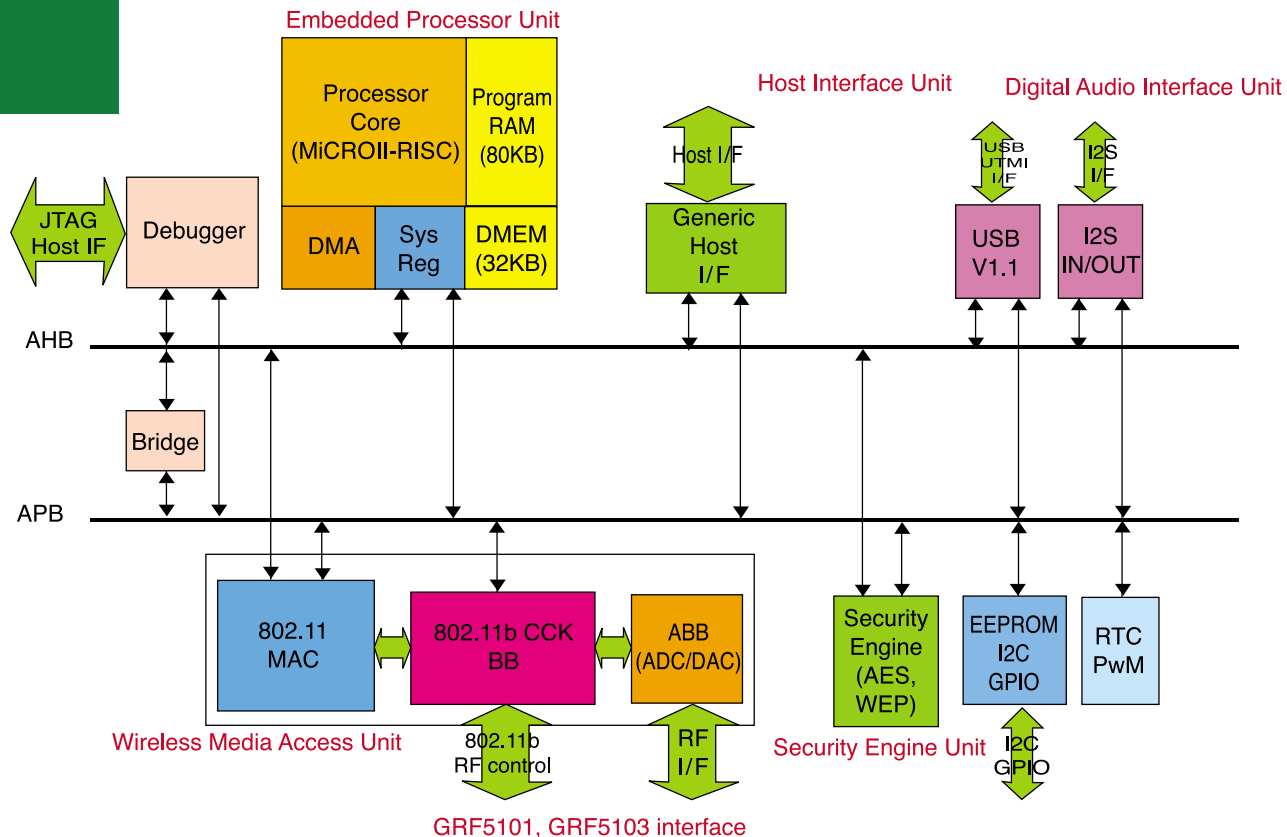 Embedded Processor Unit
Host Interface Unit
Digital Audio Interface Unit
Processor
Core
(MiCROII-RISC)
Program
RAM
(80KB)
DMA
Sys
Reg
DMEM
(32KB)
JTAG
Host IF
Debugger
Host I/F
Generic
Host
I/F
USB
UTMI
I/F
USB
V1.1
I2S
I/F
I2S
IN/OUT
AHB
Bridge
APB
802.11
MAC
802.11b CCK
BB
ABB
(ADC/DAC)
Security
Engine
(AES,
WEP)
EEPROM
I2C
GPIO
RTC
PwM
Wireless Media Access Unit
802.11b
RF control
RF
I/F
Security Engine Unit
I2C
GPIO
GRF5101, GRF5103 interface